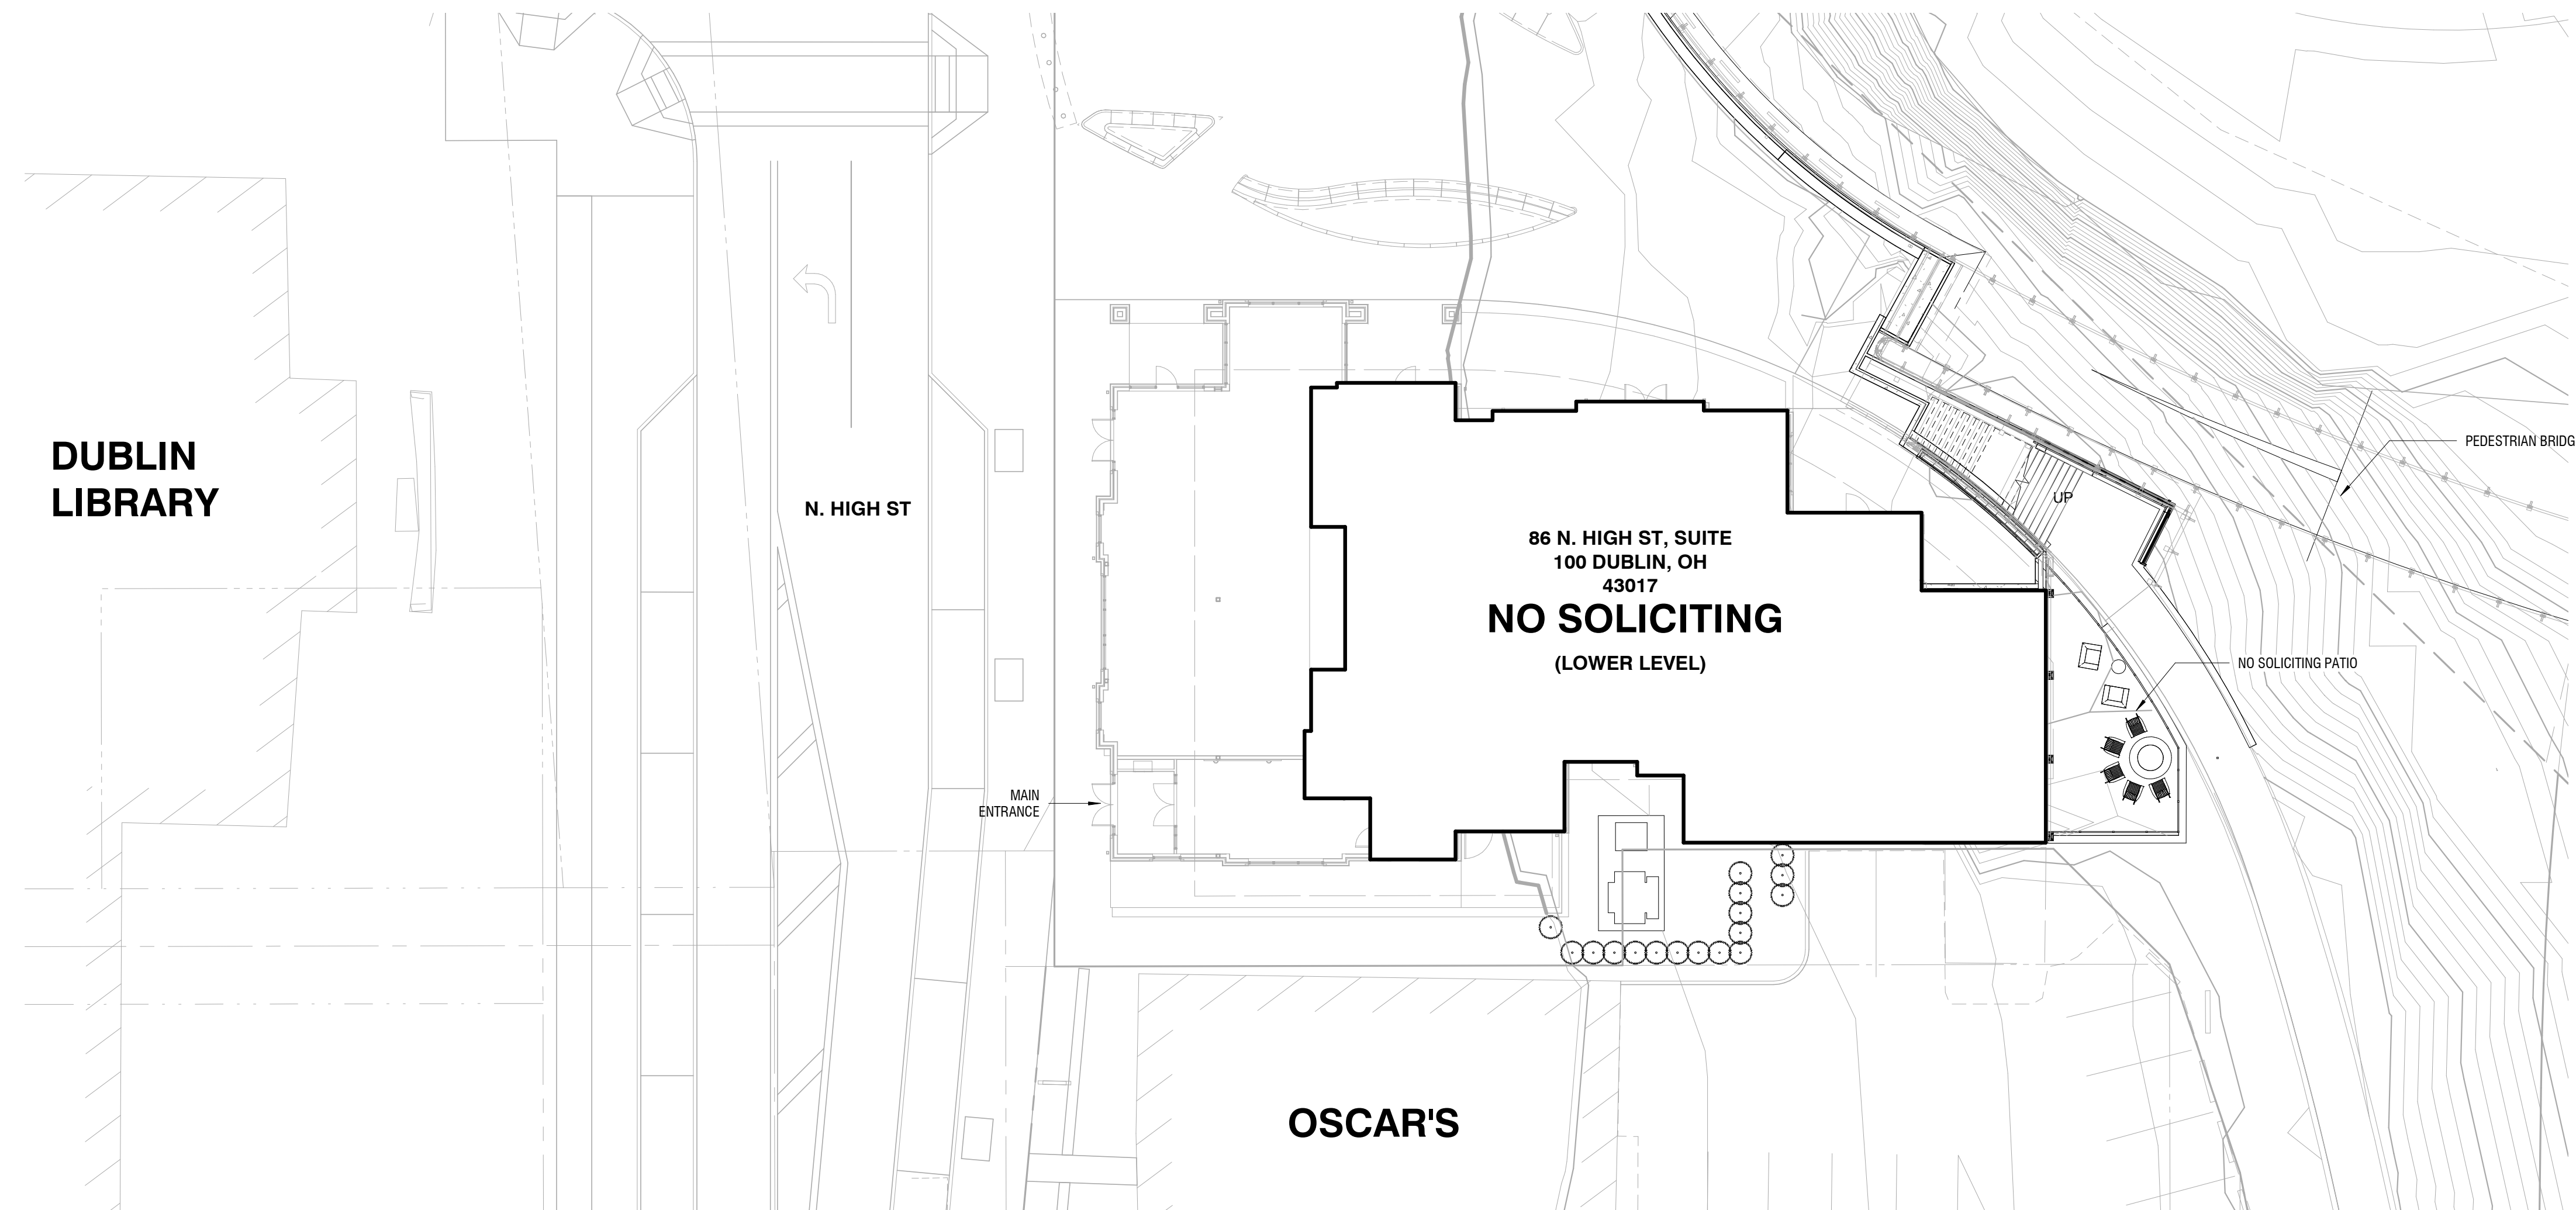 DUBLIN
LIBRARY
N. HIGH ST
MAIN
ENTRANCE
86 N. HIGH ST, SUITE
100 DUBLIN, OH
43017
NO SOLICITING
(LOWER LEVEL)
UP
PEDESTRIAN BRIDG
NO SOLICITING PATIO
OSCAR'S